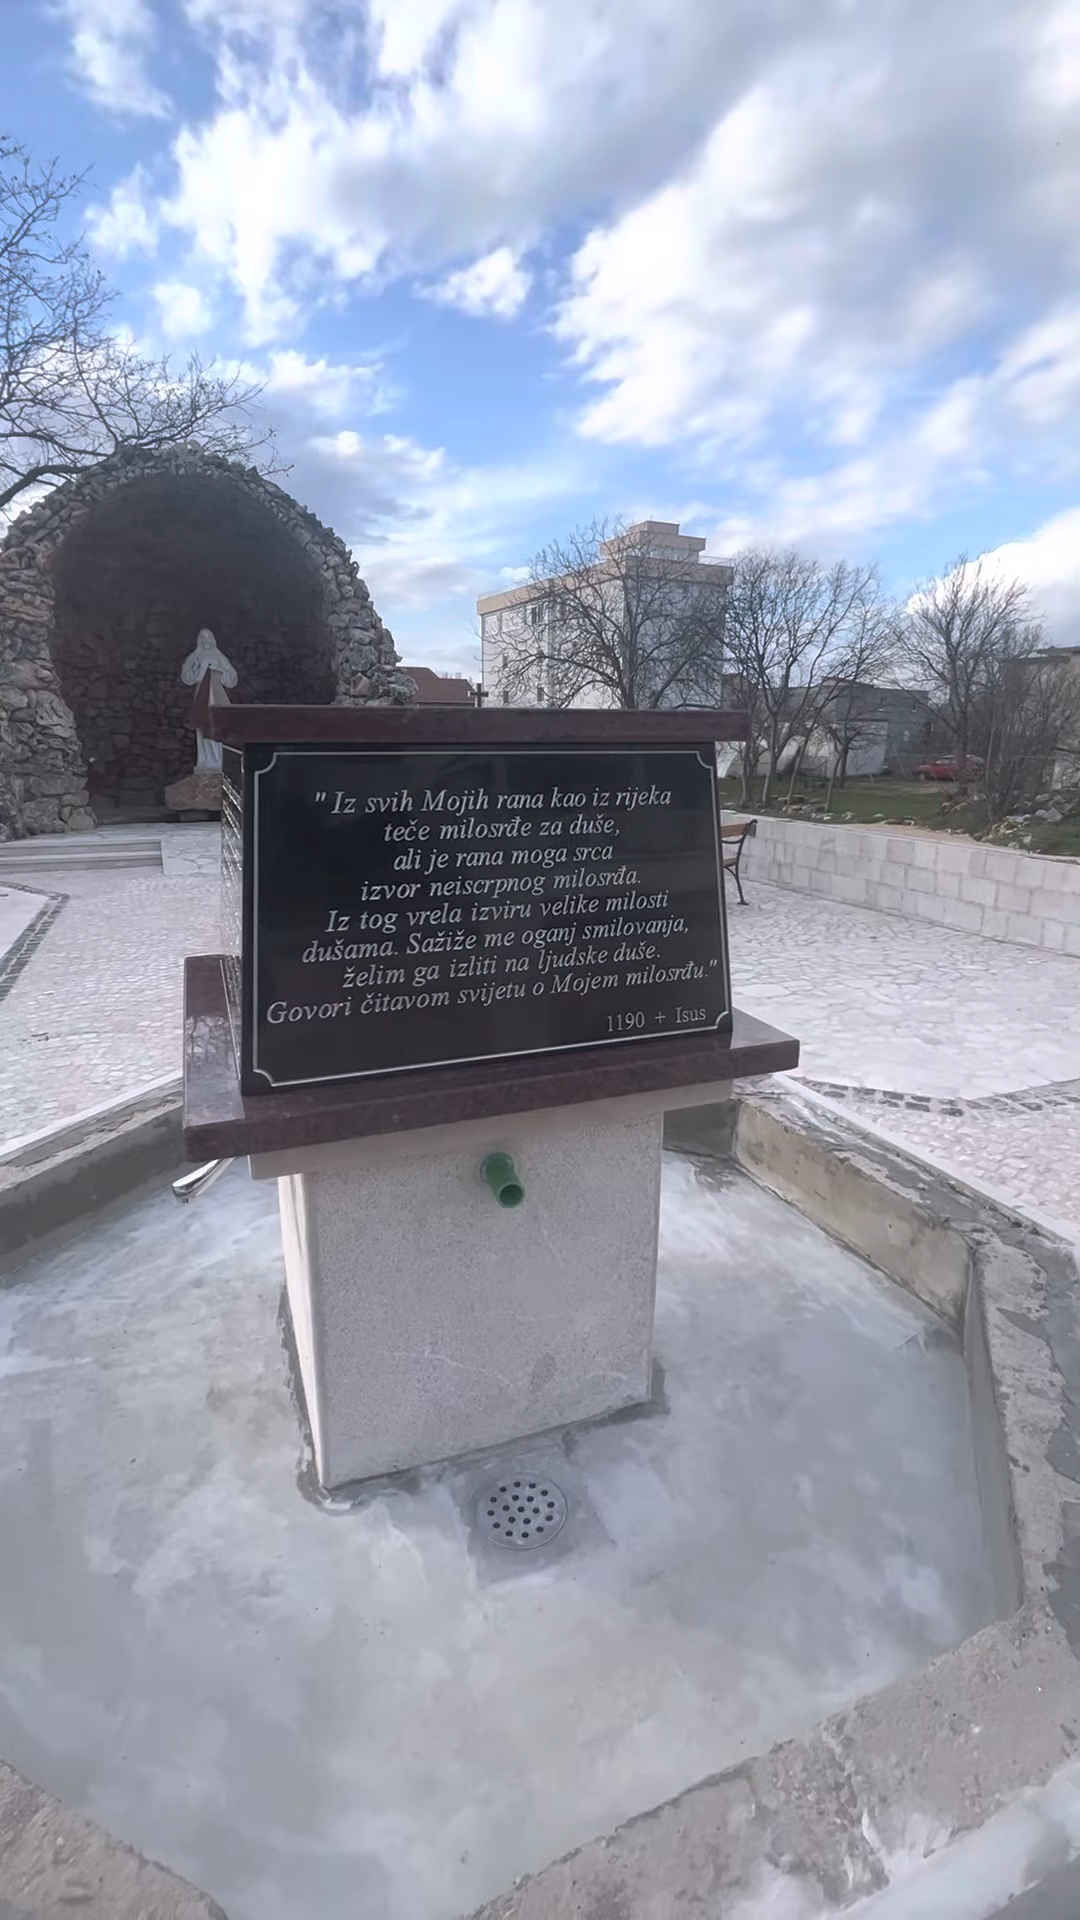 "Iz svih Mojih rana kao iz rijeka
teče milosrđe za duše,
ali je rana moga srca
izvor neiscrpnog milosrđa.
Iz tog vrela izviru velike milosti
dušama. Sažiže me oganj smilovanja,
želim ga izliti na ljudske duše.
Govori čitavom svijetu o Mojem milosrđu."
1190 + Isus